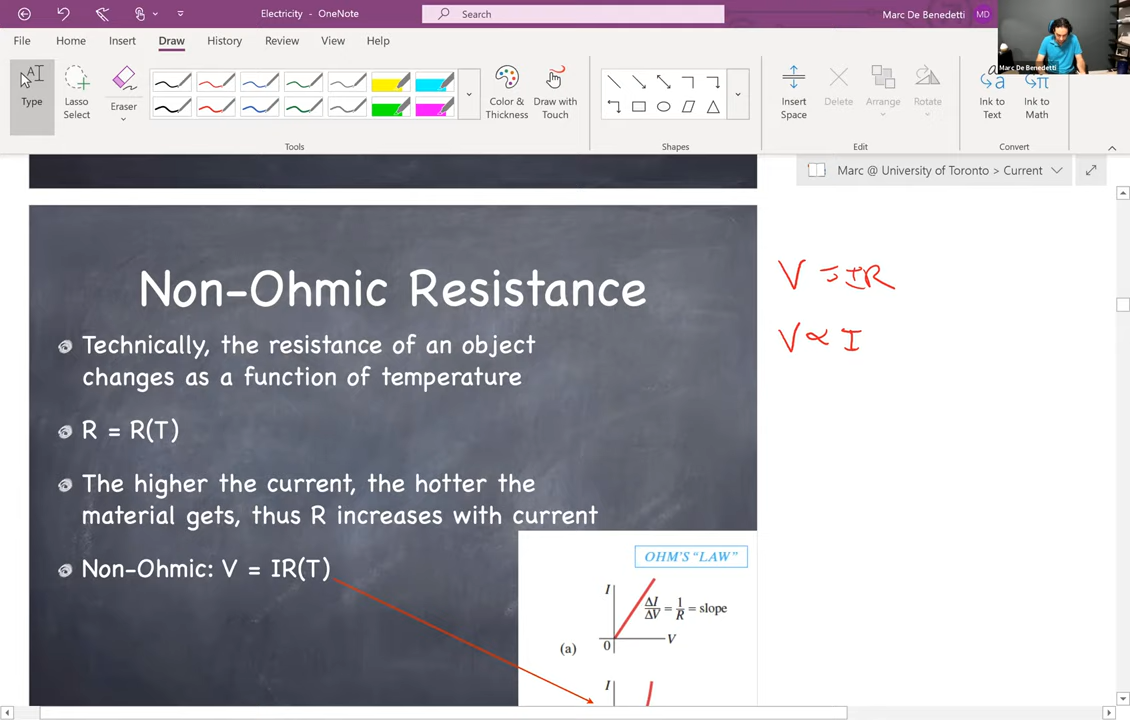 Electricity - OneNote
Search
Marc De Benedetti
MD
Marc De Benedetti
File
Home
Insert
Draw
History
Review
View
Help
Type
Lasso
Select
Eraser
Color &
Thickness
Draw with
Touch
Insert
Space
Delete
Arrange
Rotate
Ink to
Text
Ink to
Math
Tools
Shapes
Edit
Convert
Marc @ University of Toronto > Current
Non-Ohmic Resistance
Technically, the resistance of an object
changes as a function of temperature
R = R(T)
The higher the current, the hotter the
material gets, thus R increases with current
Non-Ohmic: V = IR(T)
V = IR
V ∝ I
OHM'S "LAW"
I
ΔI/ΔV = 1/R = slope
V
0
(a)
I